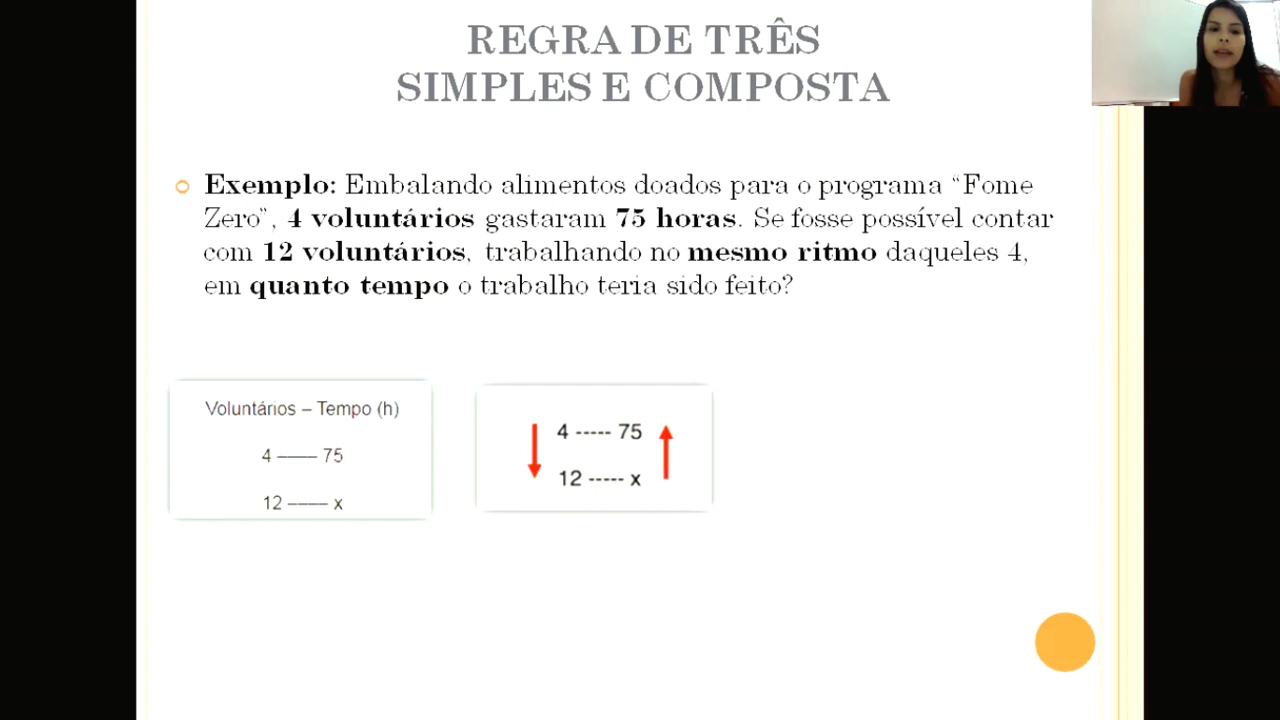 REGRA DE TRÊS
SIMPLES E COMPOSTA
Exemplo: Embalando alimentos doados para o programa “Fome
Zero”, 4 voluntários gastaram 75 horas. Se fosse possível contar
com 12 voluntários, trabalhando no mesmo ritmo daqueles 4,
em quanto tempo o trabalho teria sido feito?
Voluntários – Tempo (h)
4 —— 75
12 —— x
4 ----- 75
12 ----- x